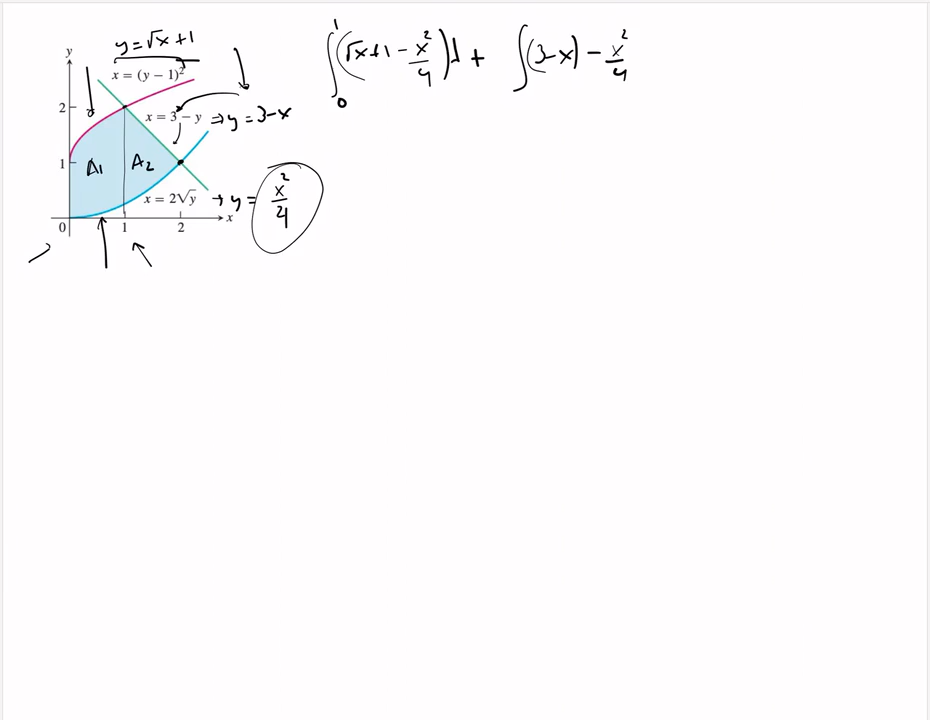 y = √x + 1
∫₀¹ (√x + 1 − x²/4) d + ∫ (3 − x) − x²/4
y
x = (y − 1)²
2
x = 3 − y ⇒ y = 3 − x
1
A₁ A₂
x = 2√y → y = x²/4
0 1 2 x